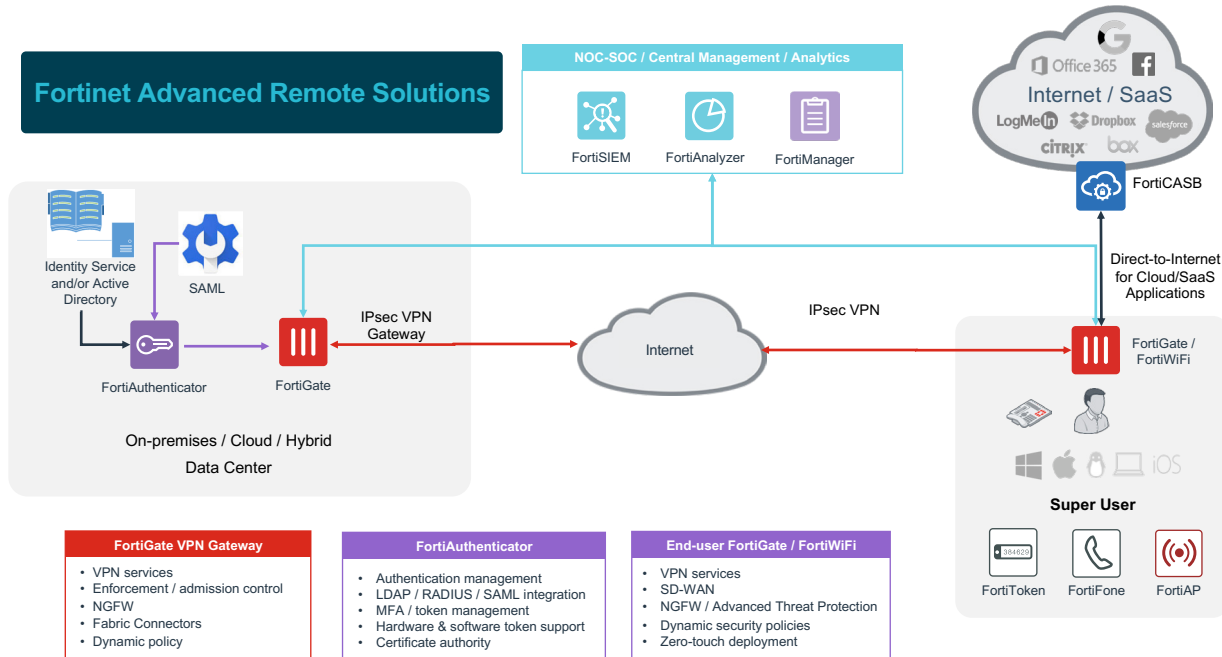 Fortinet Advanced Remote Solutions
NOC-SOC / Central Management / Analytics
FortiSIEM
FortiAnalyzer
FortiManager
G
Office 365
f
Internet / SaaS
LogMeIn
Dropbox
salesforce
CITRIX
box
FortiCASB
Direct-to-Internet
for Cloud/SaaS
Applications
Identity Service
and/or Active
Directory
SAML
FortiAuthenticator
FortiGate
IPsec VPN
Gateway
Internet
IPsec VPN
FortiGate /
FortiWiFi
On-premises / Cloud / Hybrid
Data Center
iOS
Super User
384629
FortiToken
FortiFone
FortiAP
FortiGate VPN Gateway
• VPN services
• Enforcement / admission control
• NGFW
• Fabric Connectors
• Dynamic policy
FortiAuthenticator
• Authentication management
• LDAP / RADIUS / SAML integration
• MFA / token management
• Hardware & software token support
• Certificate authority
End-user FortiGate / FortiWiFi
• VPN services
• SD-WAN
• NGFW / Advanced Threat Protection
• Dynamic security policies
• Zero-touch deployment